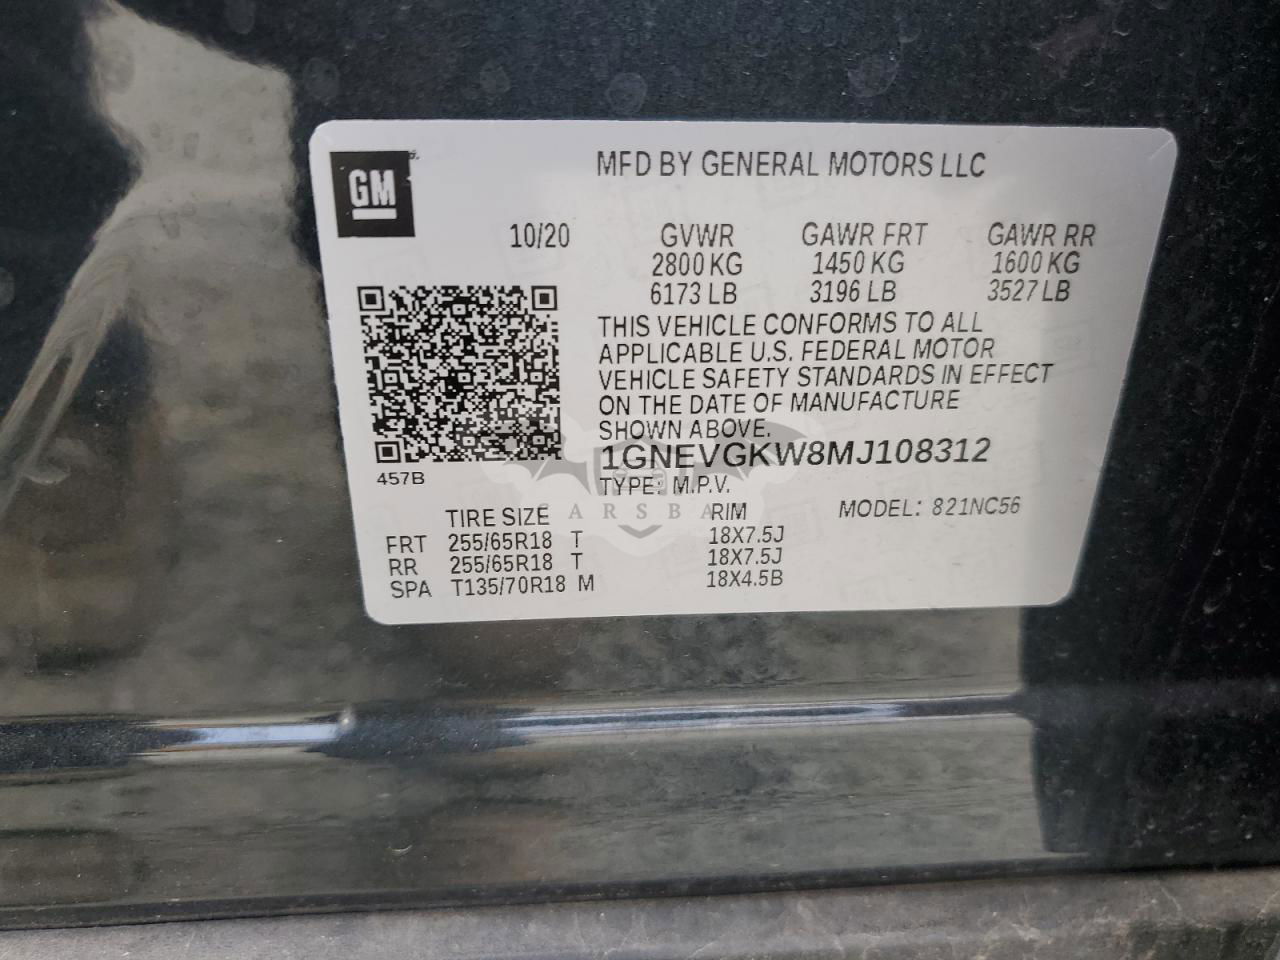 GM
MFD BY GENERAL MOTORS LLC
10/20 GVWR GAWR FRT GAWR RR
2800 KG 1450 KG 1600 KG
6173 LB 3196 LB 3527 LB
THIS VEHICLE CONFORMS TO ALL
APPLICABLE U.S. FEDERAL MOTOR
VEHICLE SAFETY STANDARDS IN EFFECT
ON THE DATE OF MANUFACTURE
SHOWN ABOVE.
1GNEVGKW8MJ108312
457B
TYPE: M.P.V.
TIRE SIZE RIM MODEL: 821NC56
FRT 255/65R18 T 18X7.5J
RR 255/65R18 T 18X7.5J
SPA T135/70R18 M 18X4.5B